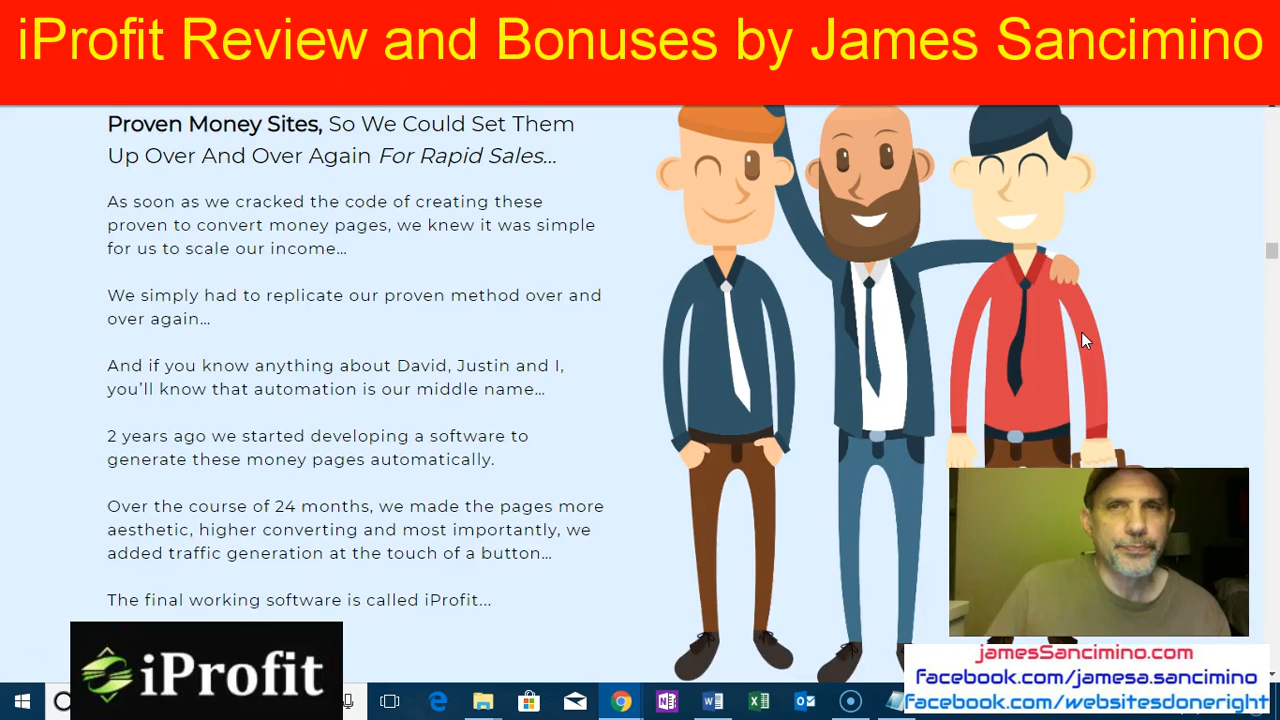 iProfit Review and Bonuses by James Sancimino
Proven Money Sites, So We Could Set Them
Up Over And Over Again For Rapid Sales...
As soon as we cracked the code of creating these
proven to convert money pages, we knew it was simple
for us to scale our income...
We simply had to replicate our proven method over and
over again...
And if you know anything about David, Justin and I,
you’ll know that automation is our middle name...
2 years ago we started developing a software to
generate these money pages automatically.
Over the course of 24 months, we made the pages more
aesthetic, higher converting and most importantly, we
added traffic generation at the touch of a button...
The final working software is called iProfit...
iProfit
jamesSancimino.com
Facebook.com/jamesa.sancimino
Facebook.com/websitesdoneright